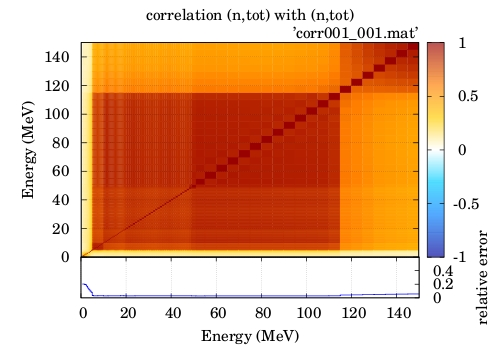 correlation (n,tot) with (n,tot)
'corr001_001.mat'
140
120
100
80
60
40
20
0
Energy (MeV)
1
0.5
0
-0.5
-1
0.4
0.2
0
relative error
0 20 40 60 80 100 120 140
Energy (MeV)